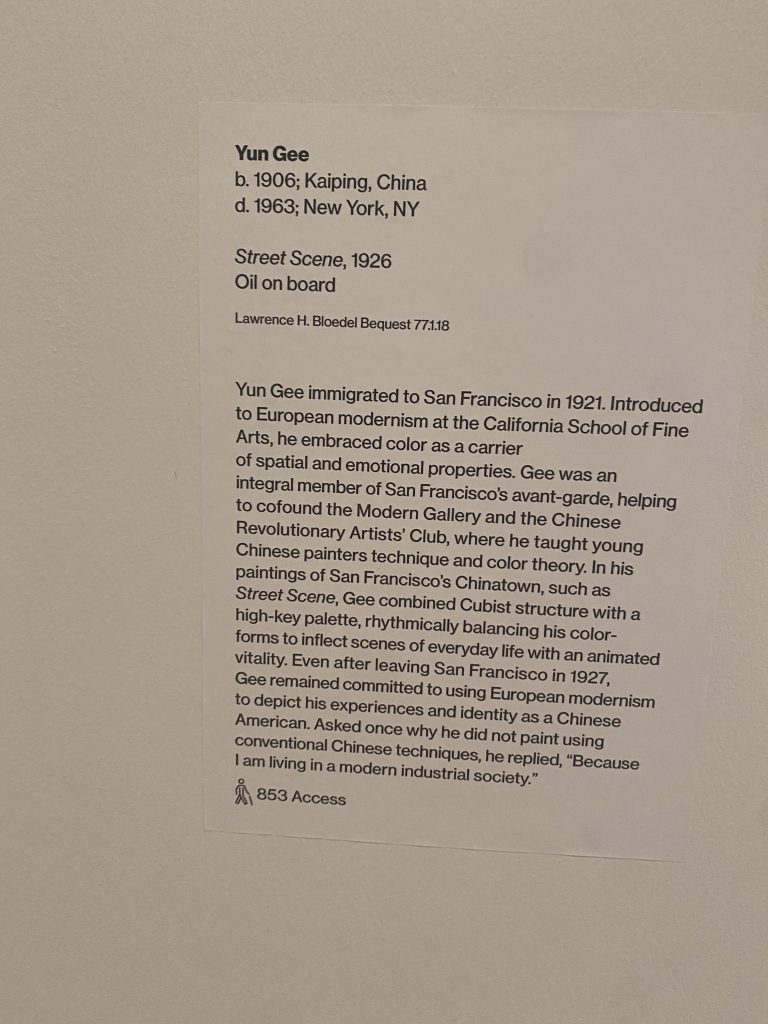 Yun Gee
b. 1906; Kaiping, China
d. 1963; New York, NY
Street Scene, 1926
Oil on board
Lawrence H. Bloedel Bequest 77.1.18
Yun Gee immigrated to San Francisco in 1921. Introduced
to European modernism at the California School of Fine
Arts, he embraced color as a carrier
of spatial and emotional properties. Gee was an
integral member of San Francisco’s avant-garde, helping
to cofound the Modern Gallery and the Chinese
Revolutionary Artists’ Club, where he taught young
Chinese painters technique and color theory. In his
paintings of San Francisco’s Chinatown, such as
Street Scene, Gee combined Cubist structure with a
high-key palette, rhythmically balancing his color-
forms to inflect scenes of everyday life with an animated
vitality. Even after leaving San Francisco in 1927,
Gee remained committed to using European modernism
to depict his experiences and identity as a Chinese
American. Asked once why he did not paint using
conventional Chinese techniques, he replied, “Because
I am living in a modern industrial society.”
853 Access